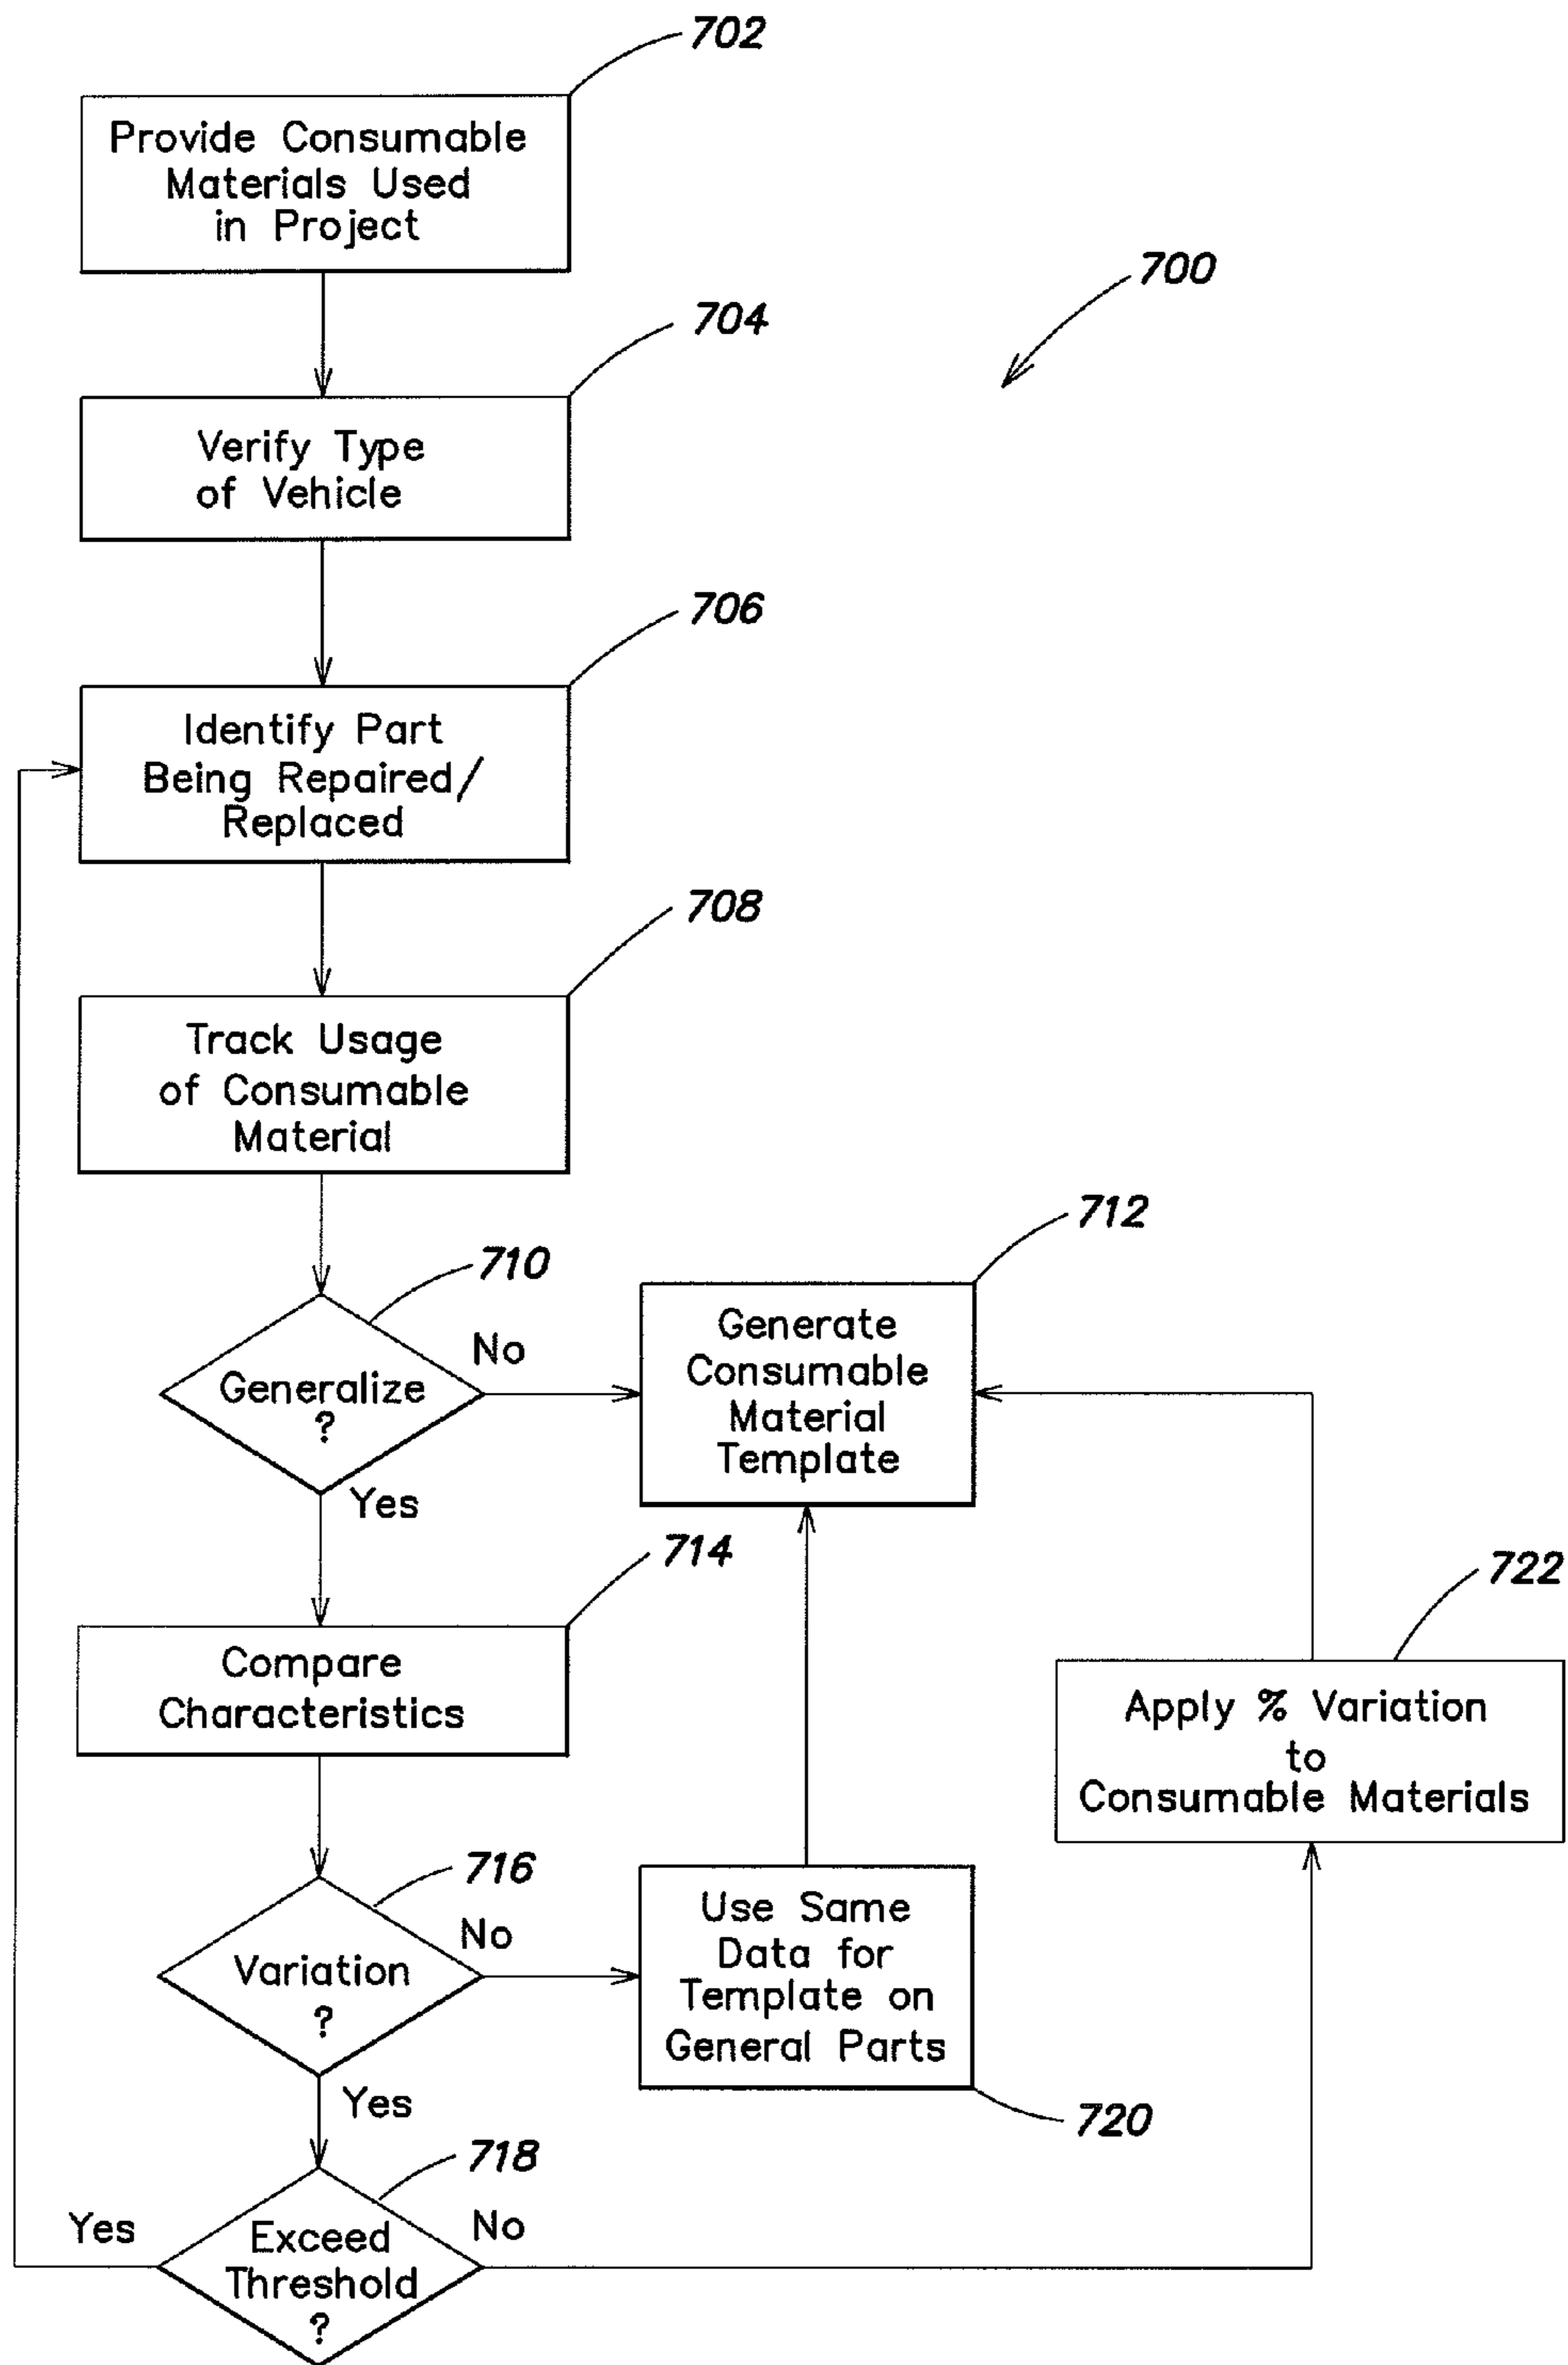 702
Provide Consumable
Materials Used
in Project
700
704
Verify Type
of Vehicle
706
Identify Part
Being Repaired/
Replaced
708
Track Usage
of Consumable
Material
710
Generalize
?
No
Yes
712
Generate
Consumable
Material
Template
714
Compare
Characteristics
716
Variation
?
No
Yes
720
Use Same
Data for
Template on
General Parts
722
Apply % Variation
to
Consumable Materials
718
Exceed
Threshold
?
Yes
No